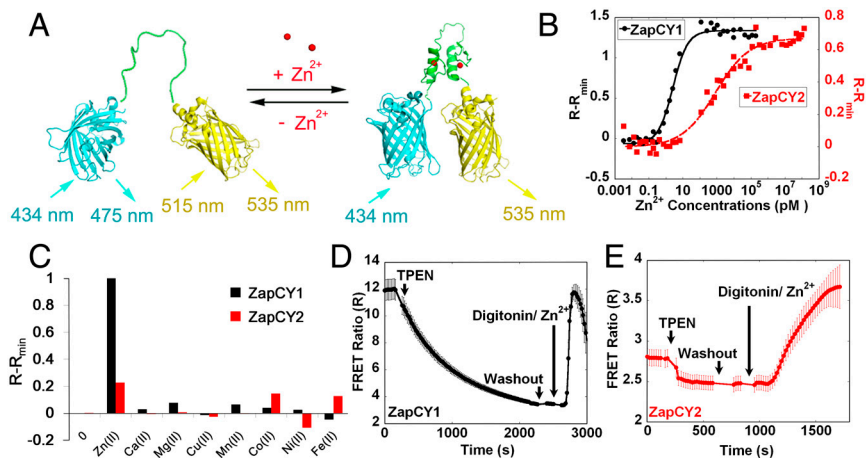 A
+ Zn2+
- Zn2+
434 nm
475 nm
515 nm
535 nm
434 nm
535 nm
B
ZapCY1
ZapCY2
R-Rmin
1.5
1
0.5
0
-0.5
R-Rmin
0.8
0.6
0.4
0.2
0
-0.2
0.001 0.1 10 1000 10^5 10^7 10^9
Zn2+ Concentrations (pM )
C
ZapCY1
ZapCY2
R-Rmin
1
0.8
0.6
0.4
0.2
0
-0.2
0 Zn(II) Ca(II) Mg(II) Cu(II) Mn(II) Co(II) Ni(II) Fe(II)
D
FRET Ratio (R)
14
12
10
8
6
4
2
TPEN
Digitonin/ Zn2+
Washout
ZapCY1
0 1000 2000 3000
Time (s)
E
FRET Ratio (R)
4
3.5
3
2.5
2
TPEN
Digitonin/ Zn2+
Washout
ZapCY2
0 500 1000 1500
Time (s)